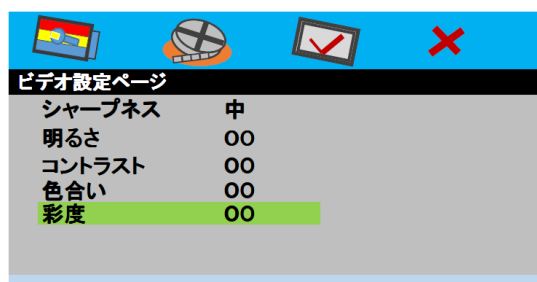 ビデオ設定ページ
シャープネス 中
明るさ 00
コントラスト 00
色合い 00
彩度 00